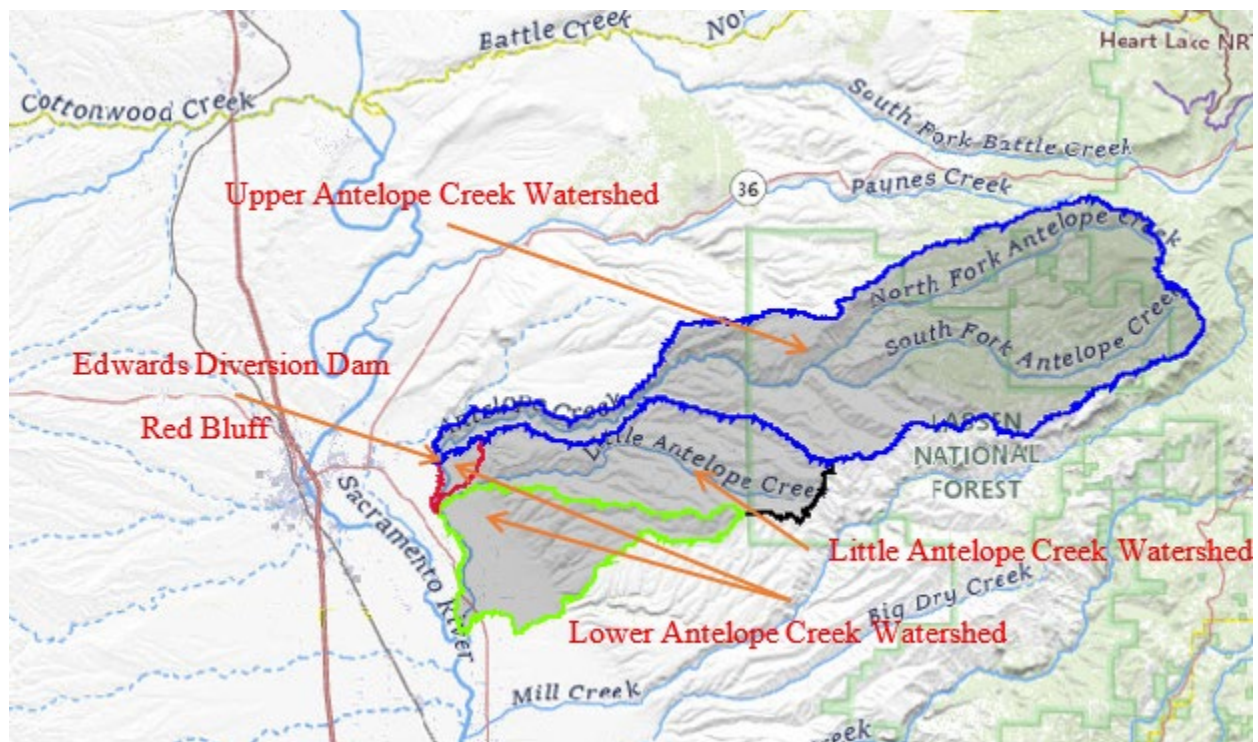 Battle Creek
No
Heart Lake NRT
Cottonwood Creek
South Fork Battle Creek
Upper Antelope Creek Watershed
36
Paynes Creek
North Fork Antelope Creek
South Fork Antelope Creek
Edwards Diversion Dam
Antelope Creek
Red Bluff
Little Antelope Creek
LASSEN
NATIONAL
FOREST
Sacramento River
Little Antelope Creek Watershed
Big Dry Creek
Lower Antelope Creek Watershed
Mill Creek